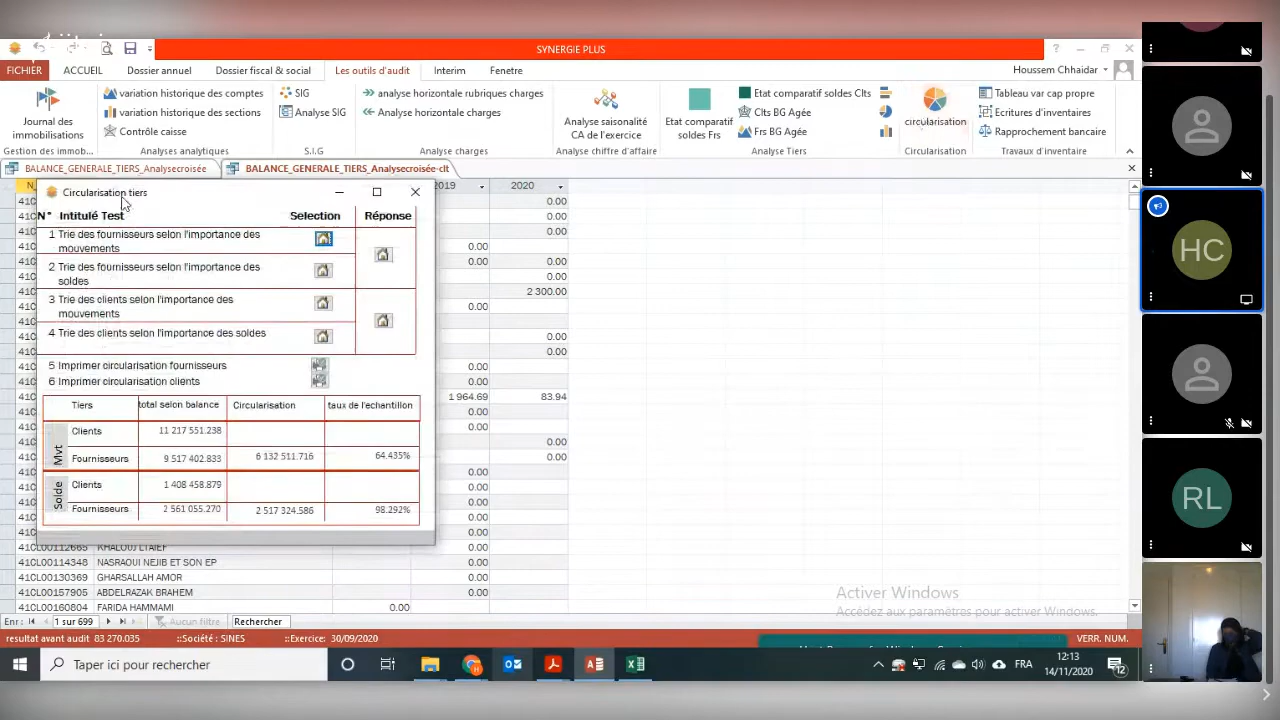 SYNERGIE PLUS
FICHIER ACCUEIL Dossier annuel Dossier fiscal & social Les outils d'audit Interim Fenetre Houssem Chhaidar
Journal des immobilisations
Gestion des immob...
variation historique des comptes
variation historique des sections
Contrôle caisse
Analyses analytiques
SIG
Analyse SIG
S.I.G
analyse horizontale rubriques charges
Analyse horizontale charges
Analyse charges
Analyse saisonalité CA de l'exercice
Analyse chiffre d'affaire
Etat comparatif soldes Frs
Etat comparatif soldes Clts
Clts BG Agée
Frs BG Agée
Analyse Tiers
circularisation
Circularisation
Tableau var cap propre
Ecritures d'inventaire
Rapprochement bancaire
Travaux d'inventaire
BALANCE_GENERALE_TIERS_Analysecroisée BALANCE_GENERALE_TIERS_Analysecroisée-clt
2019 2020
Circularisation tiers
N° Intitulé Test Selection Réponse
1 Trie des fournisseurs selon l'importance des mouvements
2 Trie des fournisseurs selon l'importance des soldes
3 Trie des clients selon l'importance des mouvements
4 Trie des clients selon l'importance des soldes
5 Imprimer circularisation fournisseurs
6 Imprimer circularisation clients
Tiers total selon balance Circularisation taux de l'echantillon
Mvt
Clients 11 217 551.238
Fournisseurs 9 517 402.833 6 132 511.716 64.435%
Solde
Clients 1 408 458.879
Fournisseurs 2 561 055.270 2 517 324.586 98.292%
0.00
0.00
0.00
0.00
0.00 0.00
0.00
2 300.00
0.00
0.00
0.00
0.00
0.00
1 964.69 83.94
0.00
0.00
0.00
0.00
0.00
0.00
0.00
0.00
0.00
41CL00112665 KHALOUJ LTAIEF 0.00
41CL00114348 NASRAOUI NEJIB ET SON EP
41CL00130369 GHARSALLAH AMOR 0.00
41CL00157905 ABDELRAZAK BRAHEM 0.00
41CL00160804 FARIDA HAMMAMI 0.00
Activer Windows
Accédez aux paramètres pour activer Windows.
Enr : 1 sur 699 Aucun filtre Rechercher
resultat avant audit 83 270.035 ::Société : SINES ::Exercice: 30/09/2020 VERR. NUM.
Taper ici pour rechercher FRA 12:13
14/11/2020 12
HC
RL